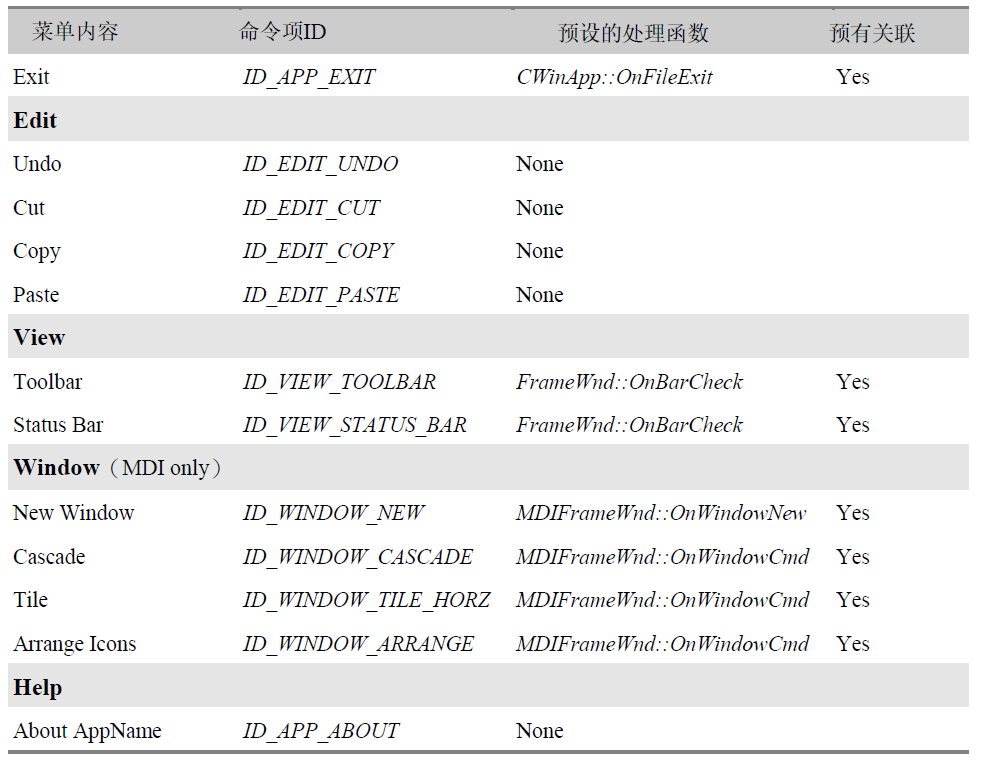 菜单内容 命令项ID 预设的处理函数 预有关联
Exit ID_APP_EXIT CWinApp::OnFileExit Yes
Edit
Undo ID_EDIT_UNDO None
Cut ID_EDIT_CUT None
Copy ID_EDIT_COPY None
Paste ID_EDIT_PASTE None
View
Toolbar ID_VIEW_TOOLBAR FrameWnd::OnBarCheck Yes
Status Bar ID_VIEW_STATUS_BAR FrameWnd::OnBarCheck Yes
Window（MDI only）
New Window ID_WINDOW_NEW MDIFrameWnd::OnWindowNew Yes
Cascade ID_WINDOW_CASCADE MDIFrameWnd::OnWindowCmd Yes
Tile ID_WINDOW_TILE_HORZ MDIFrameWnd::OnWindowCmd Yes
Arrange Icons ID_WINDOW_ARRANGE MDIFrameWnd::OnWindowCmd Yes
Help
About AppName ID_APP_ABOUT None